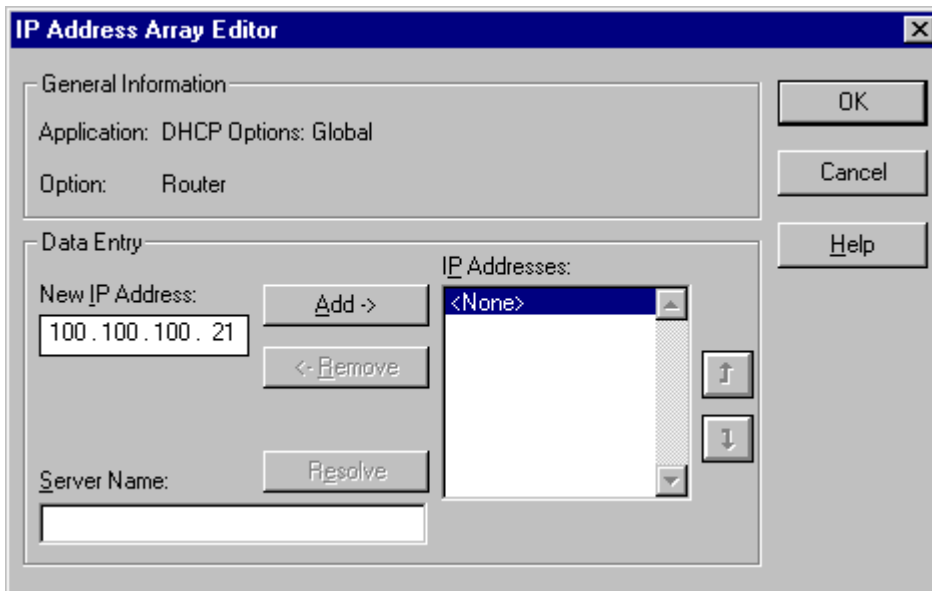 IP Address Array Editor
General Information
Application: DHCP Options: Global
Option: Router
OK
Cancel
Help
Data Entry
New IP Address:
100 . 100 . 100 . 21
Add ->
<- Remove
IP Addresses:
<None>
Server Name:
Resolve